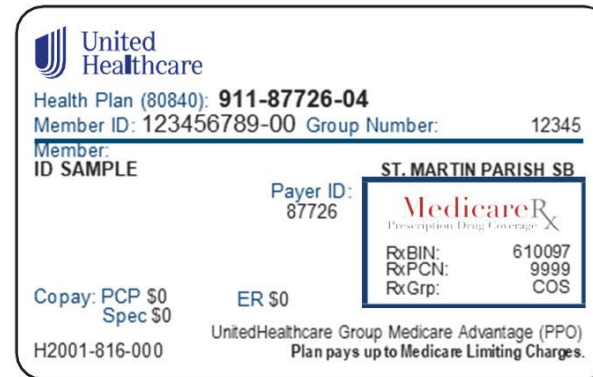 United
Healthcare
Health Plan (80840): 911-87726-04
Member ID: 123456789-00 Group Number: 12345
Member:
ID SAMPLE
ST. MARTIN PARISH SB
Payer ID:
87726
MedicareRx
Prescription Drug Coverage
RxBIN: 610097
RxPCN: 9999
RxGrp: COS
Copay: PCP $0 ER $0
Spec $0
UnitedHealthcare Group Medicare Advantage (PPO)
H2001-816-000 Plan pays up to Medicare Limiting Charges.